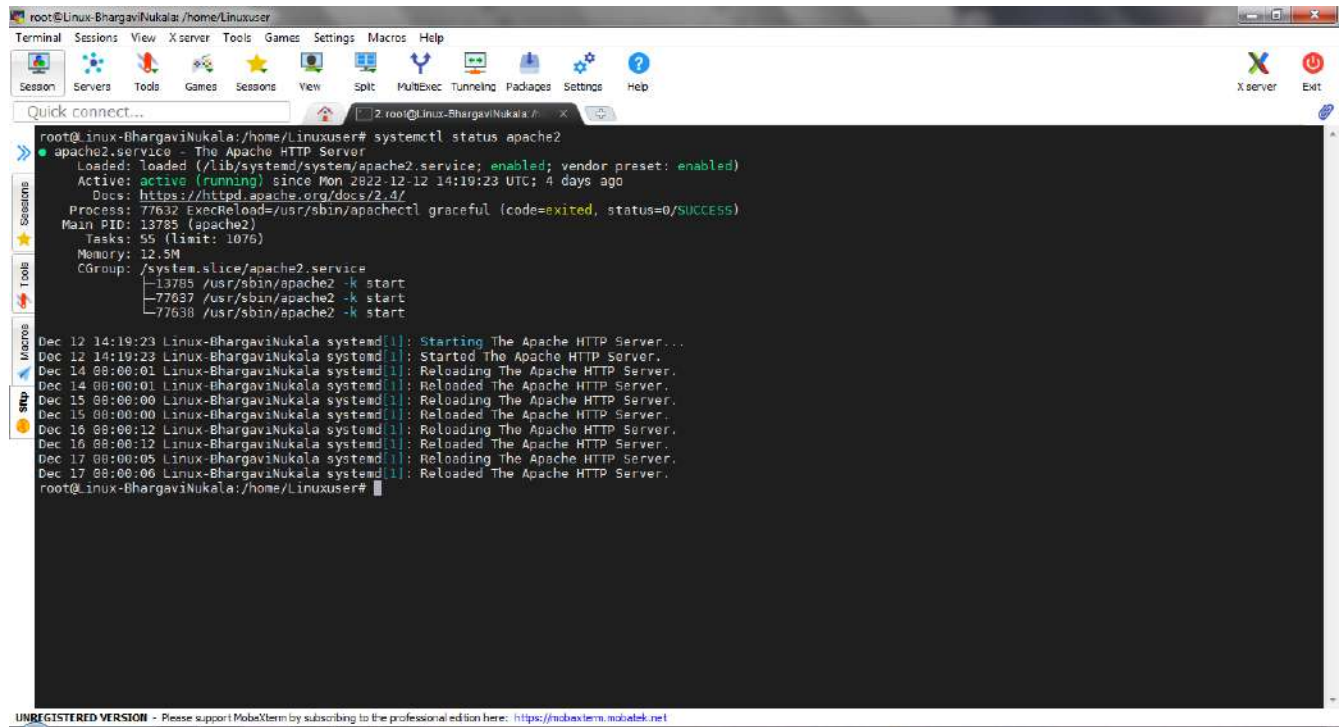 root@Linux-BhargaviNukala: /home/Linuxuser
Terminal Sessions View X server Tools Games Settings Macros Help
Session Servers Tools Games Sessions View Split MultiExec Tunneling Packages Settings Help X server Exit
Quick connect... 2. root@Linux-BhargaviNukala: /h
root@Linux-BhargaviNukala:/home/Linuxuser# systemctl status apache2
● apache2.service - The Apache HTTP Server
Loaded: loaded (/lib/systemd/system/apache2.service; enabled; vendor preset: enabled)
Active: active (running) since Mon 2022-12-12 14:19:23 UTC; 4 days ago
Docs: https://httpd.apache.org/docs/2.4/
Process: 77632 ExecReload=/usr/sbin/apachectl graceful (code=exited, status=0/SUCCESS)
Main PID: 13785 (apache2)
Tasks: 55 (limit: 1076)
Memory: 12.5M
CGroup: /system.slice/apache2.service
├─13785 /usr/sbin/apache2 -k start
├─77637 /usr/sbin/apache2 -k start
└─77638 /usr/sbin/apache2 -k start
Dec 12 14:19:23 Linux-BhargaviNukala systemd[1]: Starting The Apache HTTP Server...
Dec 12 14:19:23 Linux-BhargaviNukala systemd[1]: Started The Apache HTTP Server.
Dec 14 00:00:01 Linux-BhargaviNukala systemd[1]: Reloading The Apache HTTP Server.
Dec 14 00:00:01 Linux-BhargaviNukala systemd[1]: Reloaded The Apache HTTP Server.
Dec 15 00:00:00 Linux-BhargaviNukala systemd[1]: Reloading The Apache HTTP Server.
Dec 15 00:00:00 Linux-BhargaviNukala systemd[1]: Reloaded The Apache HTTP Server.
Dec 16 00:00:12 Linux-BhargaviNukala systemd[1]: Reloading The Apache HTTP Server.
Dec 16 00:00:12 Linux-BhargaviNukala systemd[1]: Reloaded The Apache HTTP Server.
Dec 17 00:00:05 Linux-BhargaviNukala systemd[1]: Reloading The Apache HTTP Server.
Dec 17 00:00:06 Linux-BhargaviNukala systemd[1]: Reloaded The Apache HTTP Server.
root@Linux-BhargaviNukala:/home/Linuxuser#
Sessions
Tools
Macros
Sftp
UNREGISTERED VERSION - Please support MobaXterm by subscribing to the professional edition here: https://mobaxterm.mobatek.net